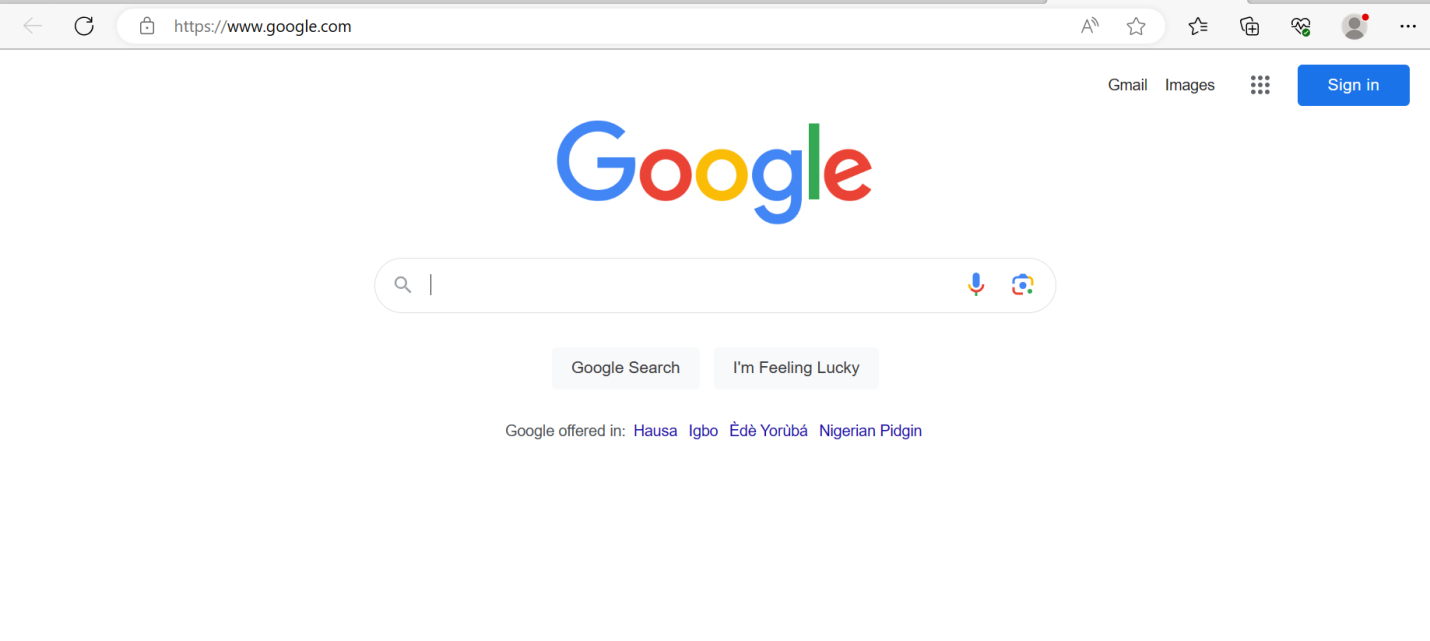 https://www.google.com
Gmail Images Sign in
Google
Google Search I'm Feeling Lucky
Google offered in: Hausa Igbo Èdè Yorùbá Nigerian Pidgin